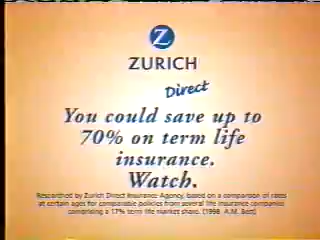 Z
ZURICH
Direct
You could save up to
70% on term life
insurance.
Watch.
Researched by Zurich Direct Insurance Agency, based on a comparison of rates
at certain ages for comparable policies from several life insurance companies
comprising a 17% term life market share. (1998 A.M. Best)